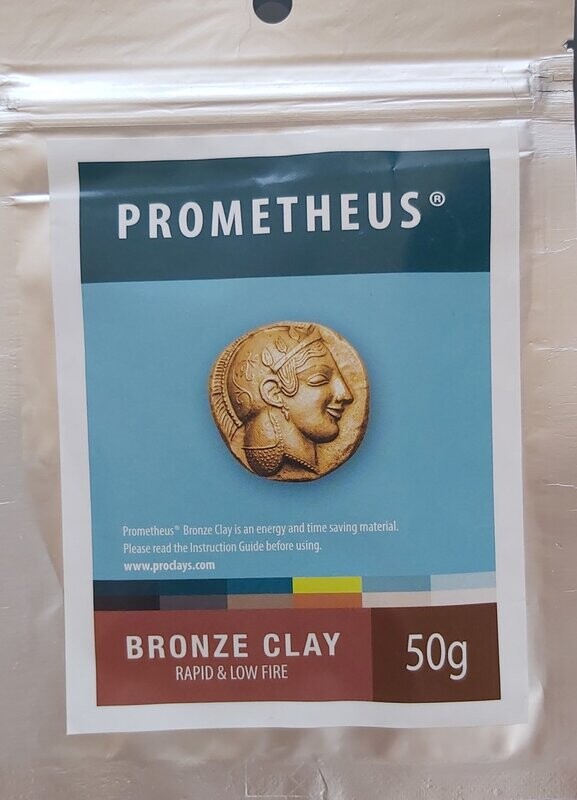 PROMETHEUS®
Prometheus® Bronze Clay is an energy and time saving material.
Please read the Instruction Guide before using.
www.proclays.com
BRONZE CLAY
RAPID & LOW FIRE
50g